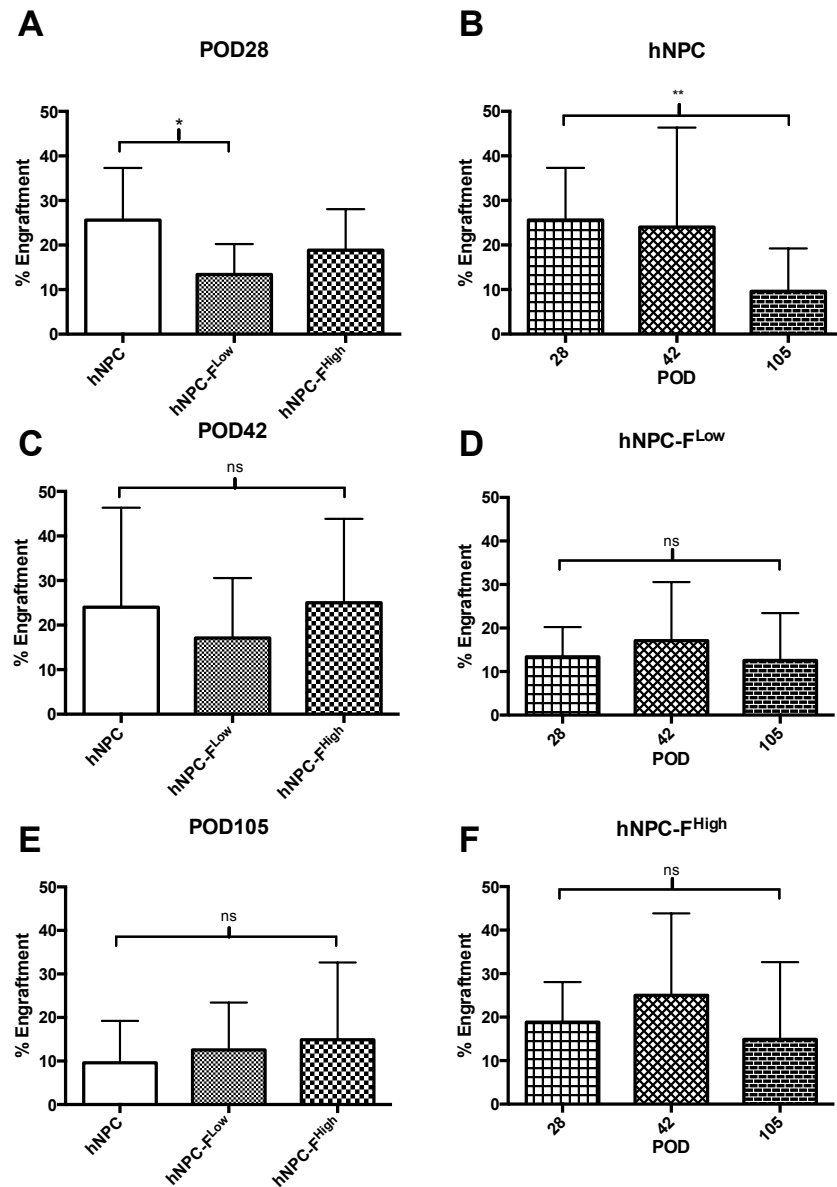 A
POD28
% Engraftment
50
40
30
20
10
0
*
hNPC
hNPC-F^Low
hNPC-F^High
B
hNPC
% Engraftment
50
40
30
20
10
0
**
28
42
105
POD
C
POD42
% Engraftment
50
40
30
20
10
0
ns
hNPC
hNPC-F^Low
hNPC-F^High
D
hNPC-F^Low
% Engraftment
50
40
30
20
10
0
ns
28
42
105
POD
E
POD105
% Engraftment
50
40
30
20
10
0
ns
hNPC
hNPC-F^Low
hNPC-F^High
F
hNPC-F^High
% Engraftment
50
40
30
20
10
0
ns
28
42
105
POD